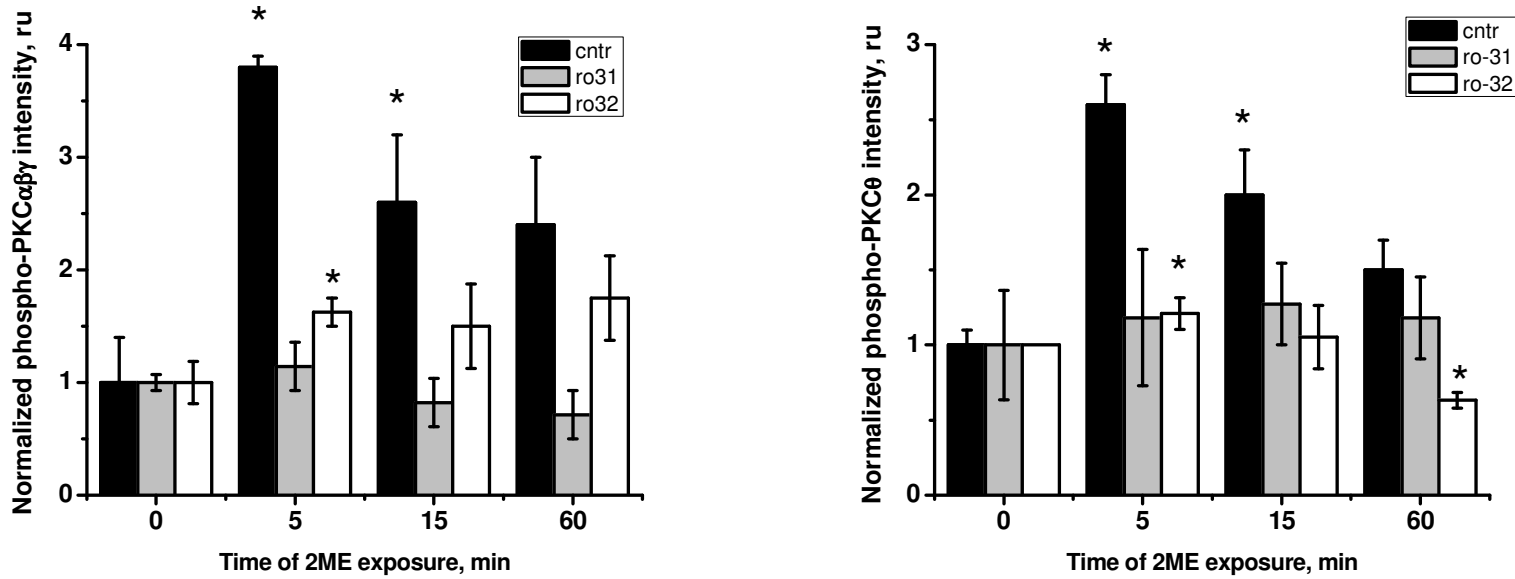 Normalized phospho-PKCαβγ intensity, ru
4
3
2
1
0
*
*
*
cntr
ro31
ro32
0 5 15 60
Time of 2ME exposure, min
Normalized phospho-PKCθ intensity, ru
3
2
1
0
*
*
*
*
cntr
ro-31
ro-32
0 5 15 60
Time of 2ME exposure, min